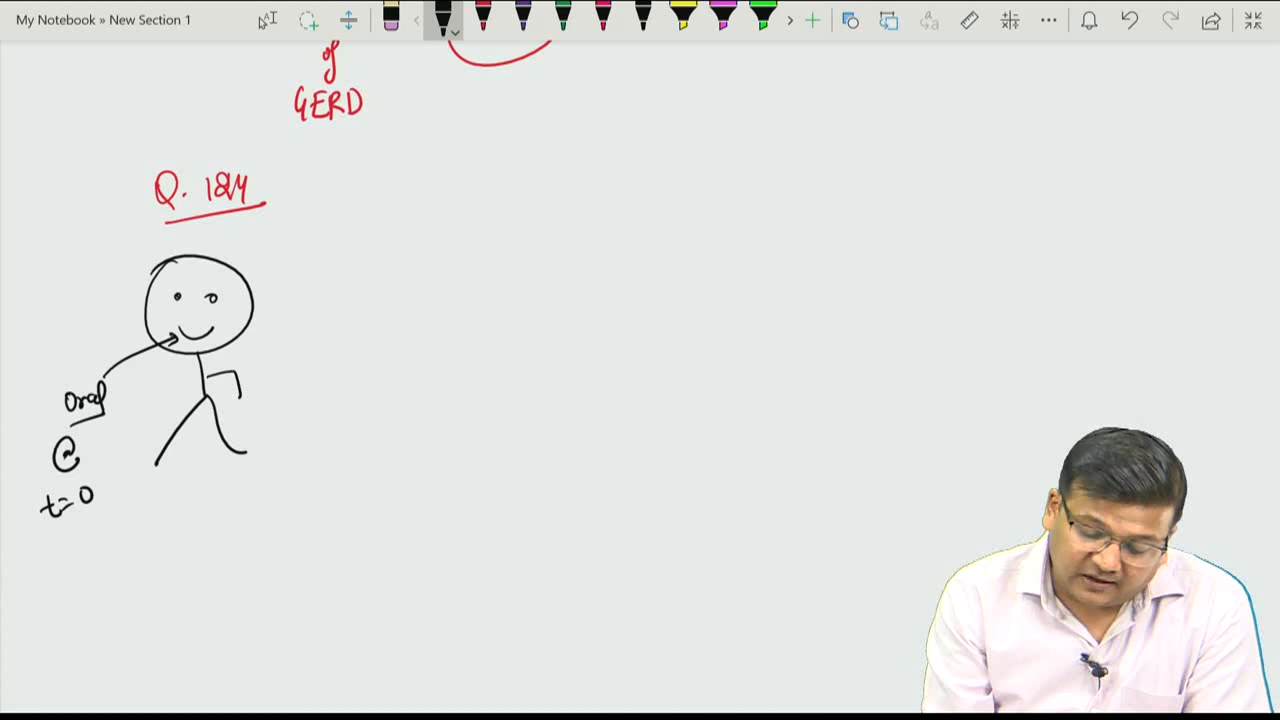 My Notebook » New Section 1
of
GERD
Q. 124
Oral
@
t=0